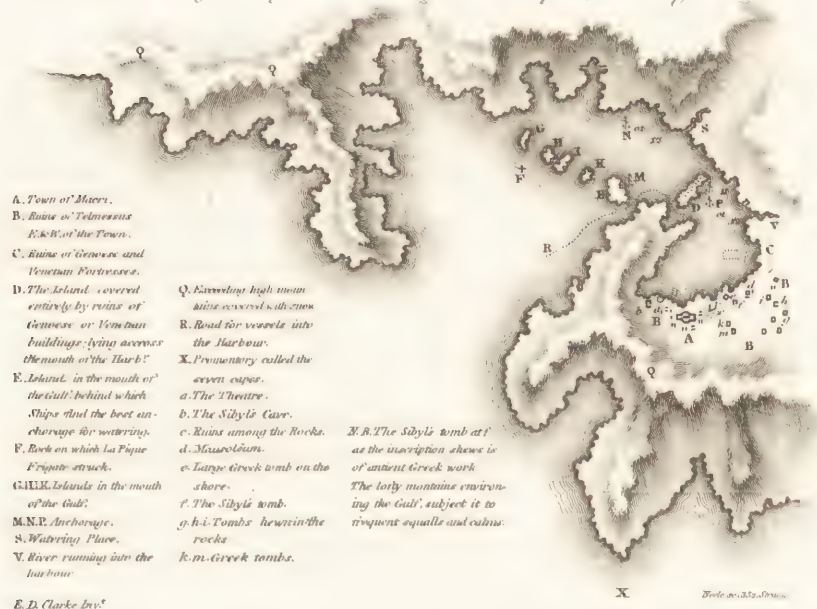 A. Town of Macri.
B. Ruins of Telmessus
E.&W. of the Town.
C. Ruins of Genoese and
Venetian Fortresses.
D. The Island covered
entirely by ruins of
Genoese or Venetian
buildings lying accross
the mouth of the Harbr.
E. Island in the mouth of
the Gulf, behind which
Ships find the best an-
chorage for watering.
F. Rock on which La Pique
Frigate struck.
G.H.I.K. Islands in the mouth
of the Gulf.
M.N.P. Anchorage.
S. Watering Place.
V. River running into the
harbour
E. D. Clarke Inv.t
Q. Exceeding high moun
tains covered with snow
R. Road for vessels into
the Harbour.
X. Promontory called the
seven capes.
a. The Theatre.
b. The Sibyl's Cave.
c. Ruins among the Rocks.
d. Mausoleum.
e. Large Greek tomb on the
shore.
f. The Sibyl's tomb.
g.h.i. Tombs hewn in the
rocks
k.m. Greek tombs.
N.B. The Sibyl's tomb at f
as the inscription shews is
of antient Greek work
The lofty mountains environ-
ing the Gulf, subject it to
frequent squalls and calms.
Q
Q
G
H
I
K
F
E
M
N
S
D
P
V
R
C
B
B
A
B
Q
X
Neele sc. 352. Strand